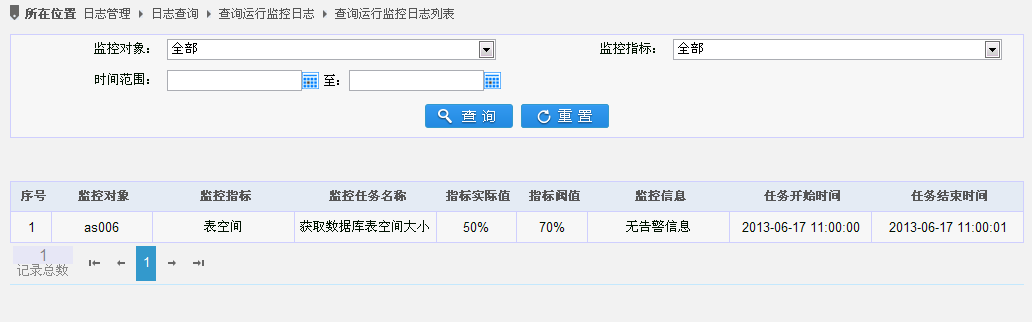 所在位置 日志管理 日志查询 查询运行监控日志 查询运行监控日志列表
监控对象： 全部 监控指标： 全部
时间范围： 至：
查询 重置
序号 监控对象 监控指标 监控任务名称 指标实际值 指标阀值 监控信息 任务开始时间 任务结束时间
1 as006 表空间 获取数据库表空间大小 50% 70% 无告警信息 2013-06-17 11:00:00 2013-06-17 11:00:01
1
记录总数 1